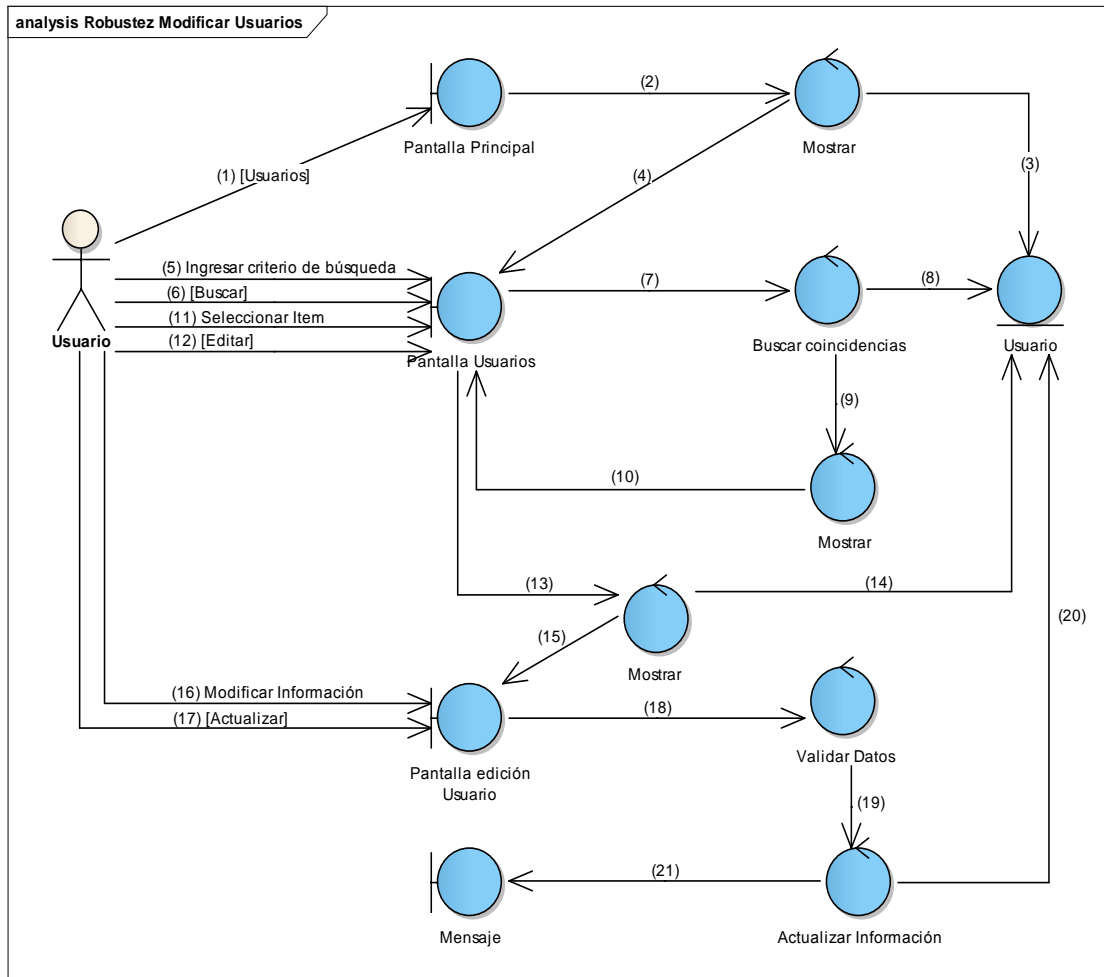 analysis Robustez Modificar Usuarios
(2)
Pantalla Principal
Mostrar
(1) [Usuarios]
(4)
(3)
(5) Ingresar criterio de búsqueda
(6) [Buscar]
(11) Seleccionar Item
(12) [Editar]
Usuario
(7)
(8)
Pantalla Usuarios
Buscar coincidencias
Usuario
(9)
(10)
Mostrar
(13)
(14)
(15)
(20)
Mostrar
(16) Modificar Información
(17) [Actualizar]
(18)
Pantalla edición
Usuario
Validar Datos
(19)
(21)
Mensaje
Actualizar Información